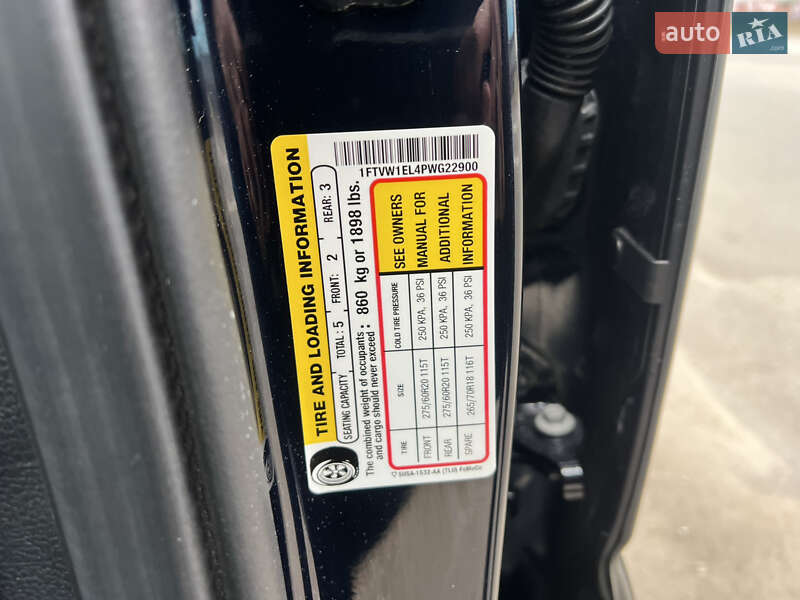 auto RIA
.com
1FTVW1EL4PWG22900
TIRE AND LOADING INFORMATION
SEATING CAPACITY TOTAL : 5 FRONT: 2 REAR: 3
The combined weight of occupants and cargo should never exceed : 860 kg or 1898 lbs.
TIRE SIZE COLD TIRE PRESSURE SEE OWNERS
FRONT 275/60R20 115T 250 KPA, 36 PSI MANUAL FOR
REAR 275/60R20 115T 250 KPA, 36 PSI ADDITIONAL
SPARE 265/70R18 116T 250 KPA, 36 PSI INFORMATION